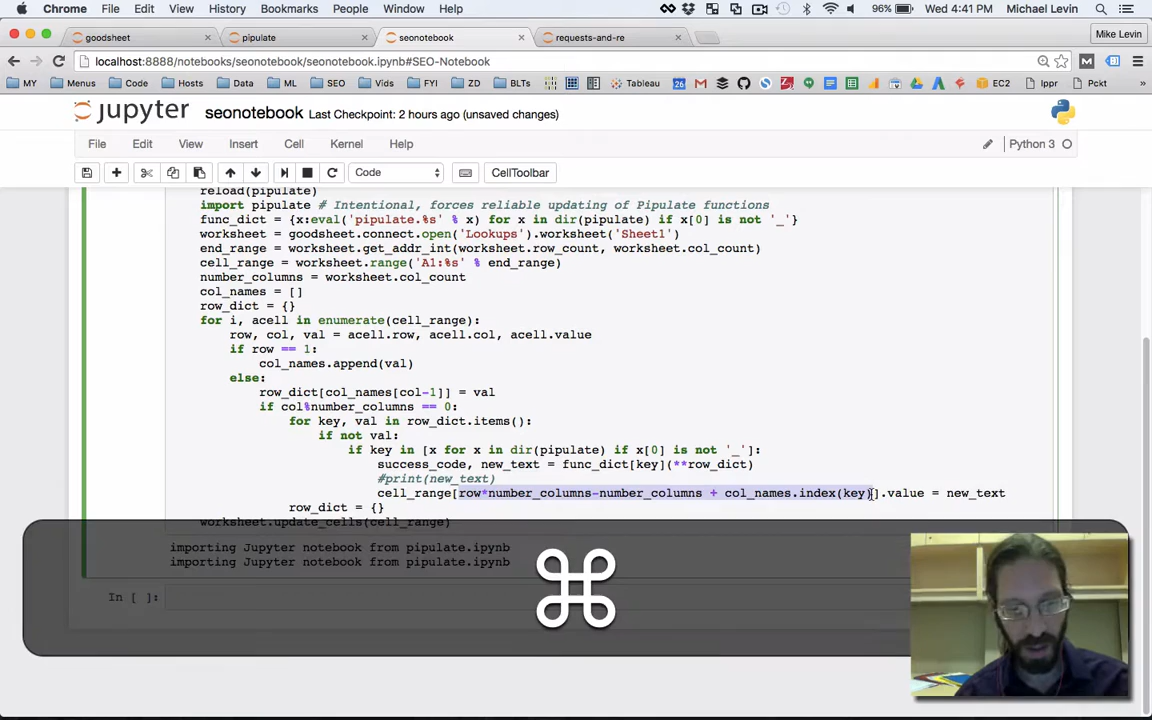 Chrome File Edit View History Bookmarks People Window Help 96% Wed 4:41 PM Michael Levin
goodsheet pipulate seonotebook requests-and-re Mike Levin
localhost:8888/notebooks/seonotebook/seonotebook.ipynb#SEO-Notebook
MY Menus Code Hosts Data ML SEO Vids FYI ZD BLTs Tableau EC2 Ippr Pckt »
jupyter seonotebook Last Checkpoint: 2 hours ago (unsaved changes)
File Edit View Insert Cell Kernel Help Python 3
Code CellToolbar
reload(pipulate)
import pipulate # Intentional, forces reliable updating of Pipulate functions
func_dict = {x:eval('pipulate.%s' % x) for x in dir(pipulate) if x[0] is not '_'}
worksheet = goodsheet.connect.open('Lookups').worksheet('Sheet1')
end_range = worksheet.get_addr_int(worksheet.row_count, worksheet.col_count)
cell_range = worksheet.range('A1:%s' % end_range)
number_columns = worksheet.col_count
col_names = []
row_dict = {}
for i, acell in enumerate(cell_range):
row, col, val = acell.row, acell.col, acell.value
if row == 1:
col_names.append(val)
else:
row_dict[col_names[col-1]] = val
if col%number_columns == 0:
for key, val in row_dict.items():
if not val:
if key in [x for x in dir(pipulate) if x[0] is not '_']:
success_code, new_text = func_dict[key](**row_dict)
#print(new_text)
cell_range[row*number_columns-number_columns + col_names.index(key)].value = new_text
row_dict = {}
worksheet.update_cells(cell_range)
importing Jupyter notebook from pipulate.ipynb
importing Jupyter notebook from pipulate.ipynb
In [ ]: